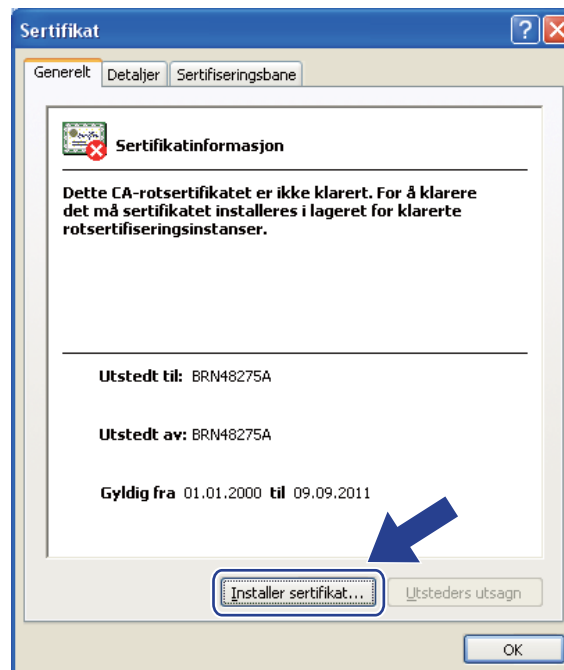 Sertifikat
Generelt Detaljer Sertifiseringsbane
Sertifikatinformasjon
Dette CA-rotsertifikatet er ikke klarert. For å klarere
det må sertifikatet installeres i lageret for klarerte
rotsertifiseringsinstanser.
Utstedt til: BRN48275A
Utstedt av: BRN48275A
Gyldig fra 01.01.2000 til 09.09.2011
Installer sertifikat... Utsteders utsagn
OK